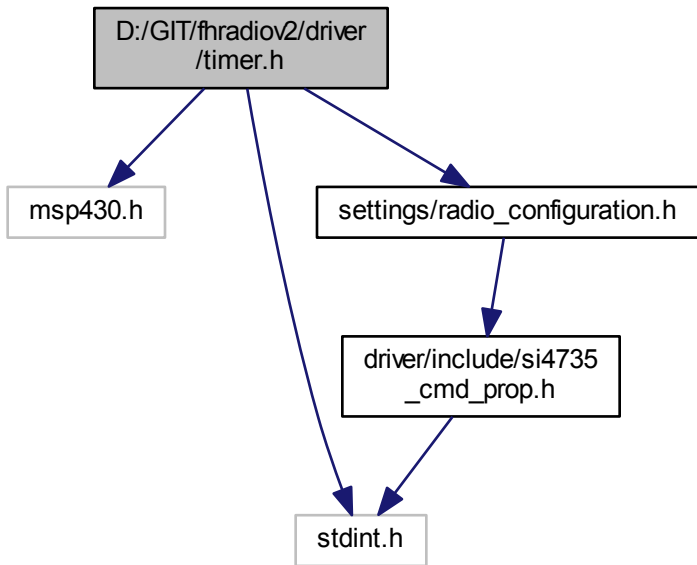 D:/GIT/fhradiov2/driver
/timer.h
msp430.h
settings/radio_configuration.h
driver/include/si4735
_cmd_prop.h
stdint.h